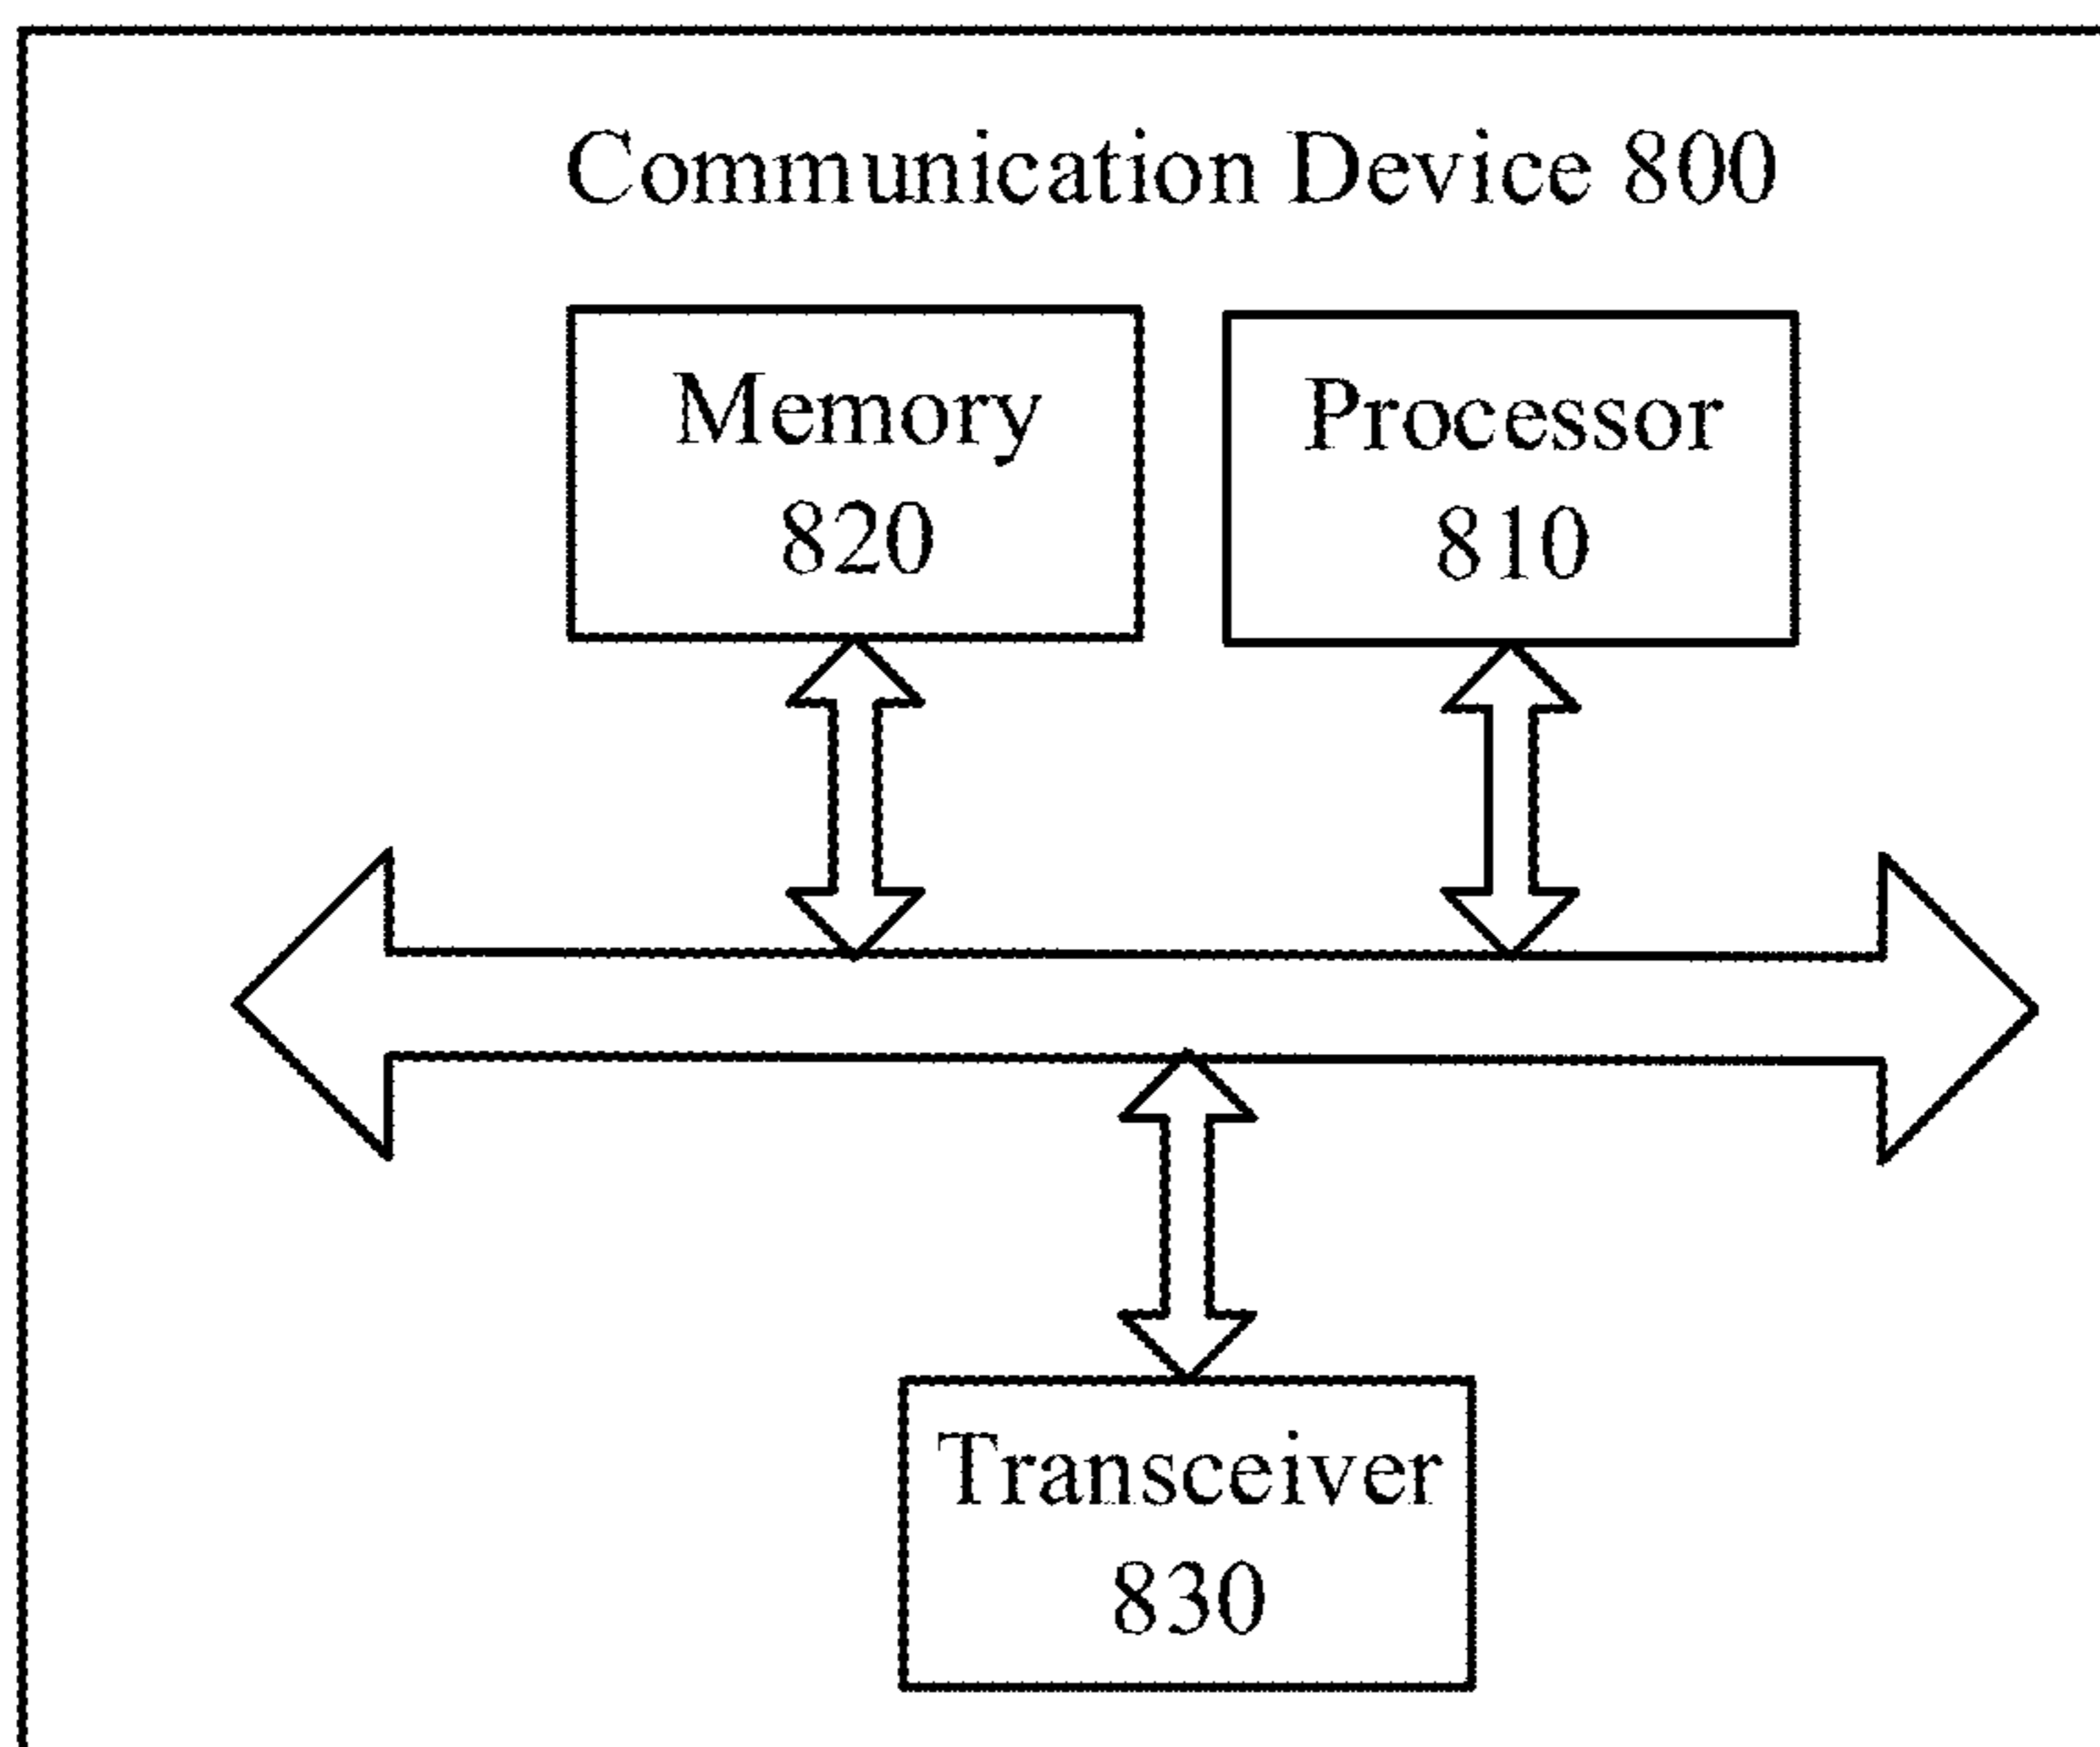 Communication Device 800
Memory
820
Processor
810
Transceiver
830